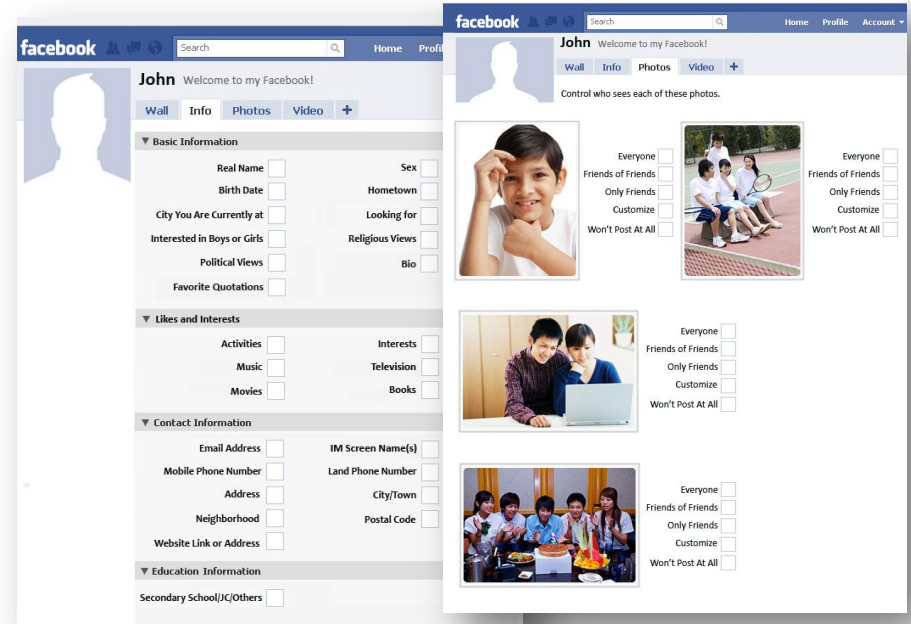 facebook
Search
Home Profil
John Welcome to my Facebook!
Wall Info Photos Video +
Basic Information
Real Name
Sex
Birth Date
Hometown
City You Are Currently at
Looking for
Interested in Boys or Girls
Religious Views
Political Views
Bio
Favorite Quotations
Likes and Interests
Activities
Interests
Music
Television
Movies
Books
Contact Information
Email Address
IM Screen Name(s)
Mobile Phone Number
Land Phone Number
Address
City/Town
Neighborhood
Postal Code
Website Link or Address
Education Information
Secondary School/JC/Others
facebook
Search
Home Profile Account
John Welcome to my Facebook!
Wall Info Photos Video +
Control who sees each of these photos.
Everyone
Friends of Friends
Only Friends
Customize
Won't Post At All
Everyone
Friends of Friends
Only Friends
Customize
Won't Post At All
Everyone
Friends of Friends
Only Friends
Customize
Won't Post At All
Everyone
Friends of Friends
Only Friends
Customize
Won't Post At All